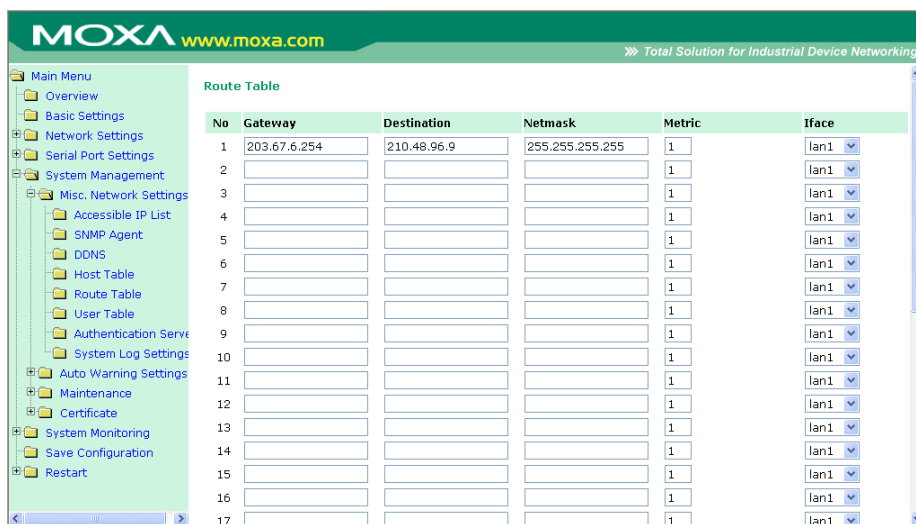 MOXA www.moxa.com
Total Solution for Industrial Device Networking
Main Menu
Overview
Basic Settings
Network Settings
Serial Port Settings
System Management
Misc. Network Settings
Accessible IP List
SNMP Agent
DDNS
Host Table
Route Table
User Table
Authentication Serve
System Log Settings
Auto Warning Settings
Maintenance
Certificate
System Monitoring
Save Configuration
Restart
Route Table
No Gateway Destination Netmask Metric Iface
1 203.67.6.254 210.48.96.9 255.255.255.255 1 lan1
2 1 lan1
3 1 lan1
4 1 lan1
5 1 lan1
6 1 lan1
7 1 lan1
8 1 lan1
9 1 lan1
10 1 lan1
11 1 lan1
12 1 lan1
13 1 lan1
14 1 lan1
15 1 lan1
16 1 lan1
17 1 lan1